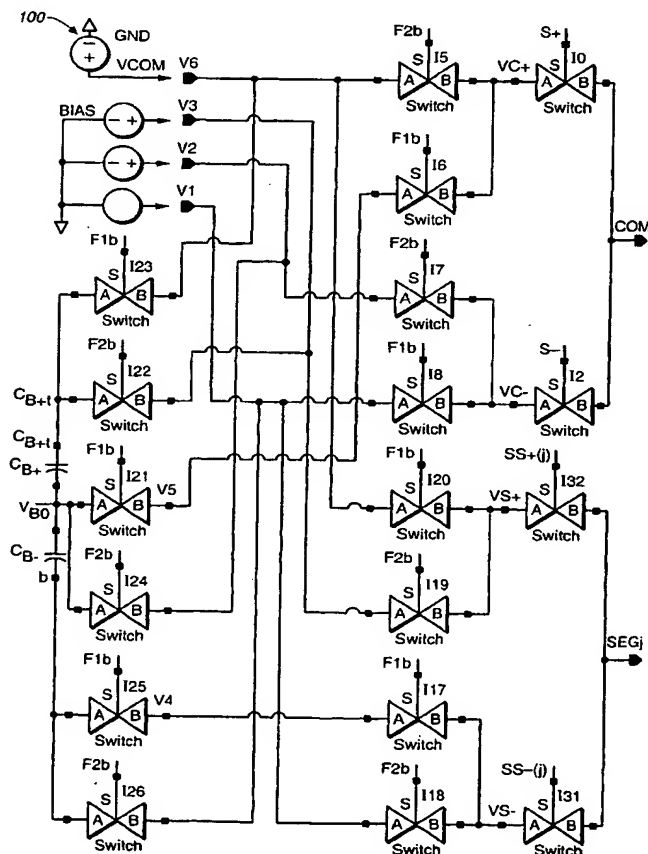 100
GND
VCOM
V6
BIAS
V3
V2
V1
F2b
S
I5
A
B
Switch
VC+
S+
S
I0
A
B
Switch
F1b
S
I6
A
B
Switch
COM
F1b
S
I23
A
B
Switch
F2b
S
I7
A
B
Switch
F2b
S
I22
A
B
Switch
F1b
S
I8
A
B
Switch
VC-
S-
S
I2
A
B
Switch
CB+t
CB+t
CB+
VB0
CB-
b
F1b
S
I21
A
B
Switch
V5
F1b
S
I20
A
B
Switch
VS+
SS+(j)
S
I32
A
B
Switch
F2b
S
I24
A
B
Switch
F2b
S
I19
A
B
Switch
SEGj
F1b
S
I25
A
B
Switch
V4
F1b
S
I17
A
B
Switch
F2b
S
I26
A
B
Switch
F2b
S
I18
A
B
Switch
VS-
SS-(j)
S
I31
A
B
Switch